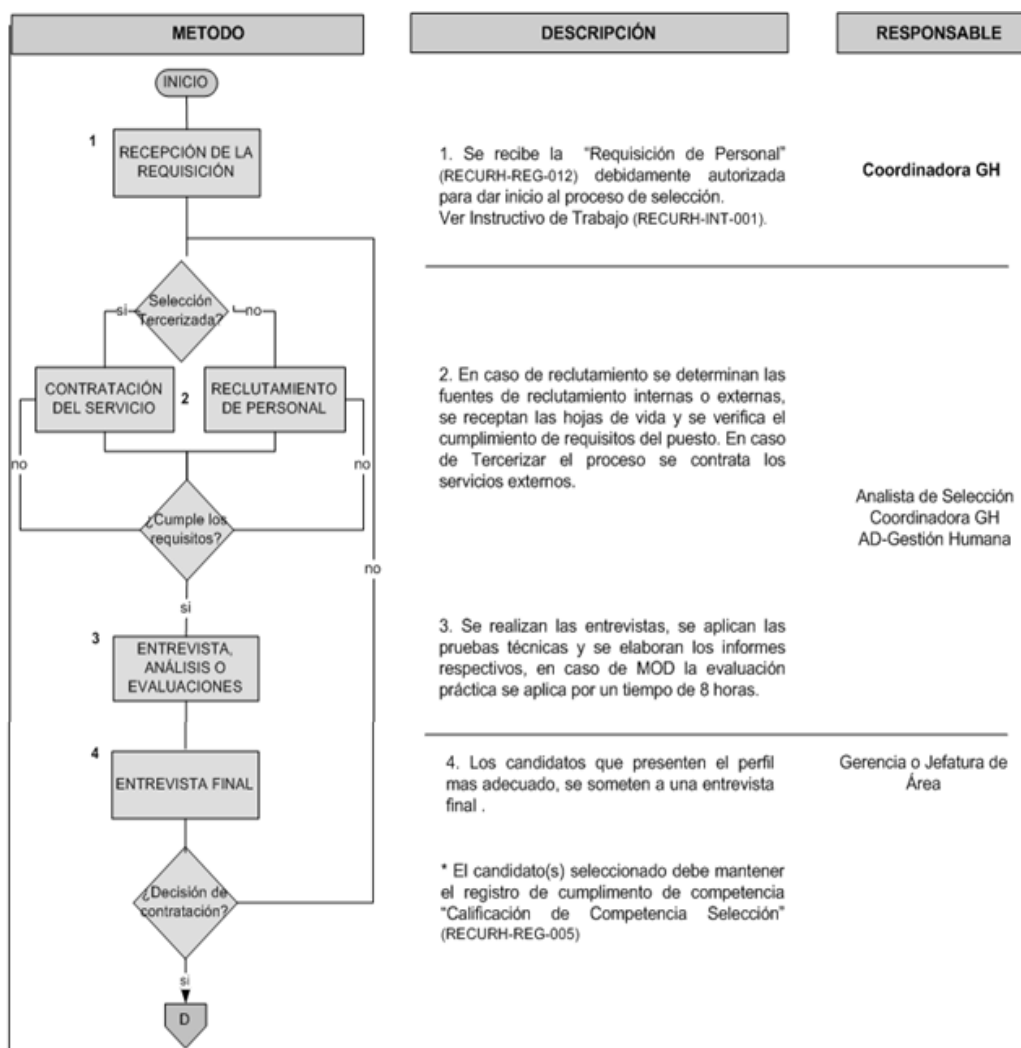 METODO
DESCRIPCIÓN
RESPONSABLE
INICIO
1
RECEPCIÓN DE LA
REQUISICIÓN
1. Se recibe la "Requisición de Personal"
(RECURH-REG-012) debidamente autorizada
para dar inicio al proceso de selección.
Ver Instructivo de Trabajo (RECURH-INT-001).
Coordinadora GH
Selección
Tercerizada?
si
no
CONTRATACIÓN
DEL SERVICIO
2
RECLUTAMIENTO
DE PERSONAL
no
no
¿Cumple los
requisitos?
no
si
2. En caso de reclutamiento se determinan las
fuentes de reclutamiento internas o externas,
se receptan las hojas de vida y se verifica el
cumplimiento de requisitos del puesto. En caso
de Tercerizar el proceso se contrata los
servicios externos.
Analista de Selección
Coordinadora GH
AD-Gestión Humana
3
ENTREVISTA,
ANÁLISIS O
EVALUACIONES
3. Se realizan las entrevistas, se aplican las
pruebas técnicas y se elaboran los informes
respectivos, en caso de MOD la evaluación
práctica se aplica por un tiempo de 8 horas.
4
ENTREVISTA FINAL
4. Los candidatos que presenten el perfil
mas adecuado, se someten a una entrevista
final .
Gerencia o Jefatura de
Área
¿Decisión de
contratación?
* El candidato(s) seleccionado debe mantener
el registro de cumplimento de competencia
"Calificación de Competencia Selección"
(RECURH-REG-005)
si
D